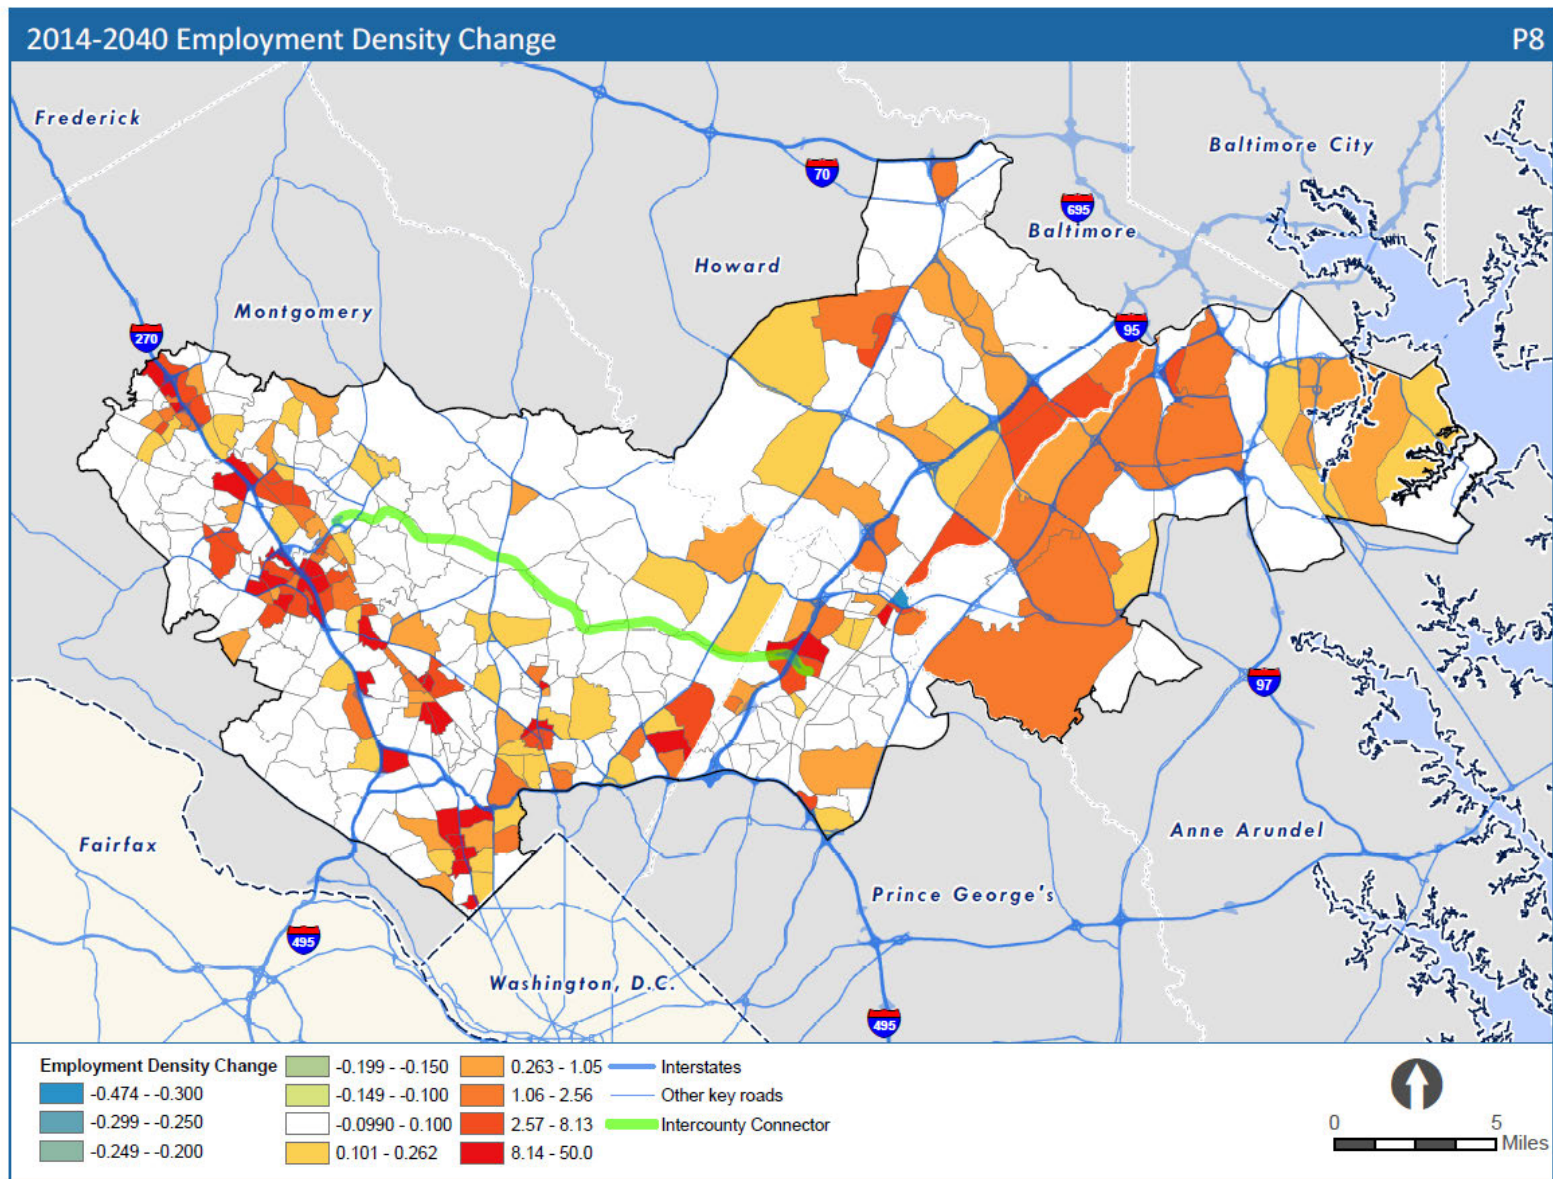 2014-2040 Employment Density Change
P8
Frederick
Baltimore City
70
695
Baltimore
Howard
Montgomery
270
95
97
Anne Arundel
Fairfax
Prince George's
495
Washington, D.C.
495
Employment Density Change
-0.474 - -0.300
-0.299 - -0.250
-0.249 - -0.200
-0.199 - -0.150
-0.149 - -0.100
-0.0990 - 0.100
0.101 - 0.262
0.263 - 1.05
1.06 - 2.56
2.57 - 8.13
8.14 - 50.0
Interstates
Other key roads
Intercounty Connector
0 5
Miles